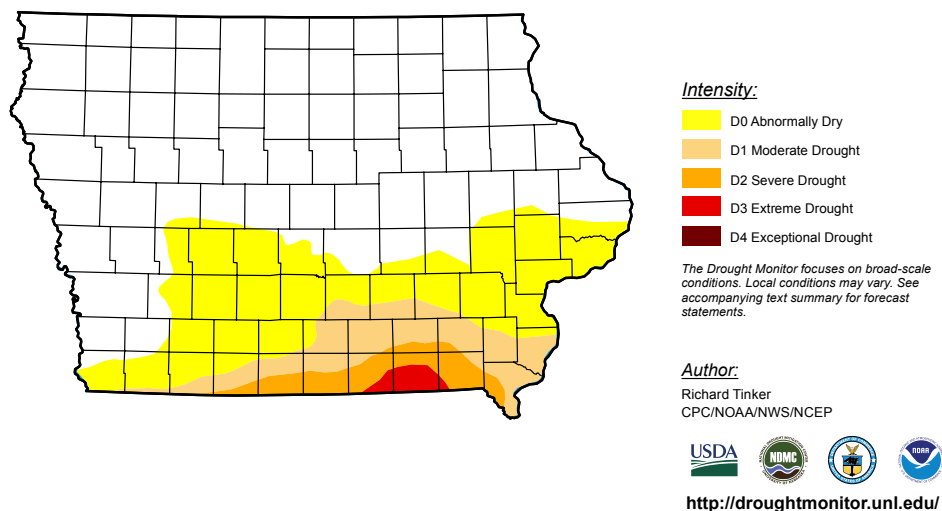 Intensity:
D0 Abnormally Dry
D1 Moderate Drought
D2 Severe Drought
D3 Extreme Drought
D4 Exceptional Drought
The Drought Monitor focuses on broad-scale
conditions. Local conditions may vary. See
accompanying text summary for forecast
statements.
Author:
Richard Tinker
CPC/NOAA/NWS/NCEP
USDA
NDMC
NOAA
http://droughtmonitor.unl.edu/